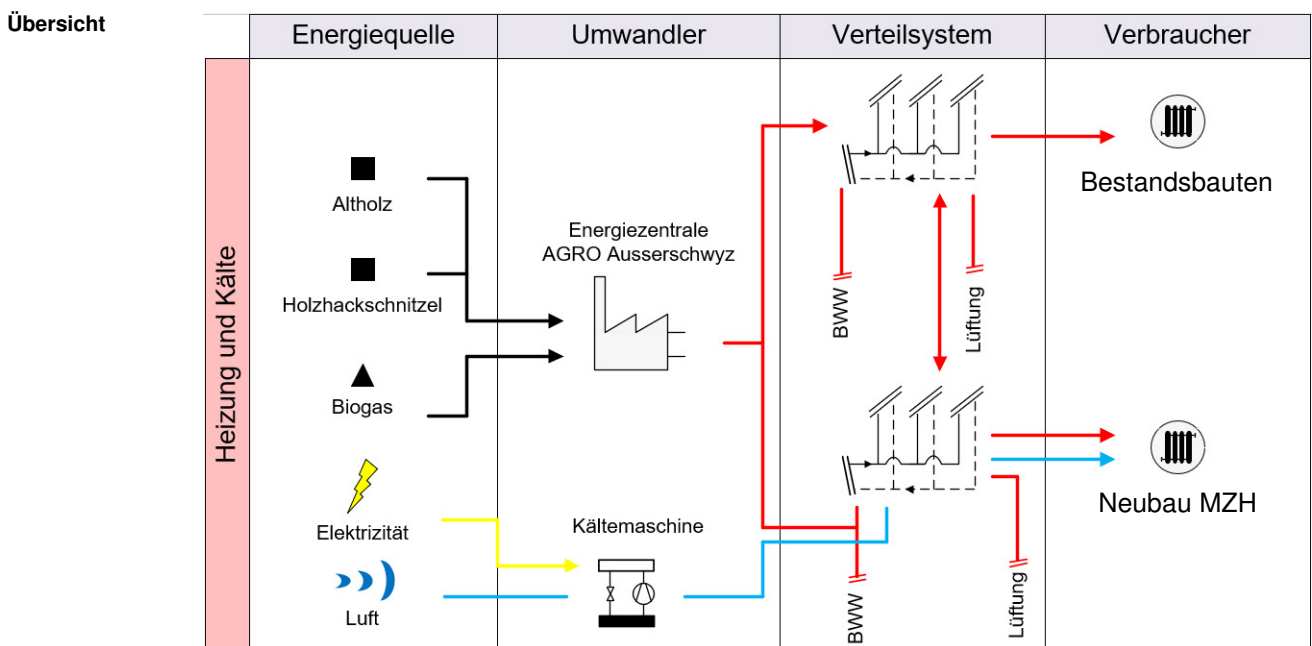 Übersicht
Energiequelle
Umwandler
Verteilsystem
Verbraucher
Heizung und Kälte
Altholz
Holzhackschnitzel
Biogas
Elektrizität
Luft
Energiezentrale
AGRO Ausserschwyz
Kältemaschine
BWW
Lüftung
BWW
Lüftung
Bestandsbauten
Neubau MZH